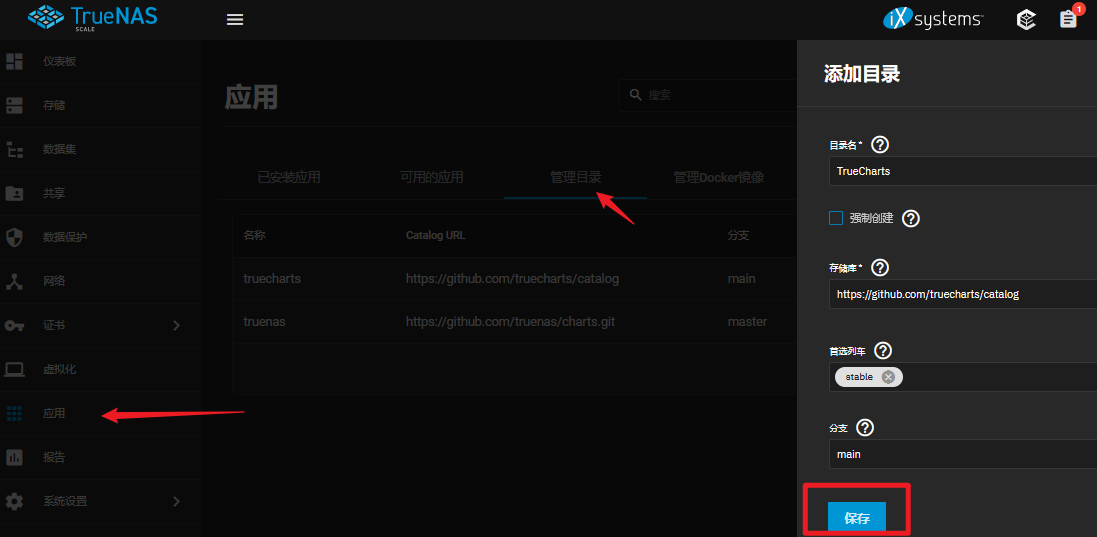 TrueNAS
SCALE
iX systems™
1
仪表板
存储
数据集
共享
数据保护
网络
证书
虚拟化
应用
报告
系统设置
应用
搜索
已安装应用 可用的应用 管理目录 管理Docker镜像
名称 Catalog URL 分支
truecharts https://github.com/truecharts/catalog main
truenas https://github.com/truenas/charts.git master
添加目录
目录名 * ?
TrueCharts
强制创建 ?
存储库 * ?
https://github.com/truecharts/catalog
首选列车 ?
stable
分支 ?
main
保存